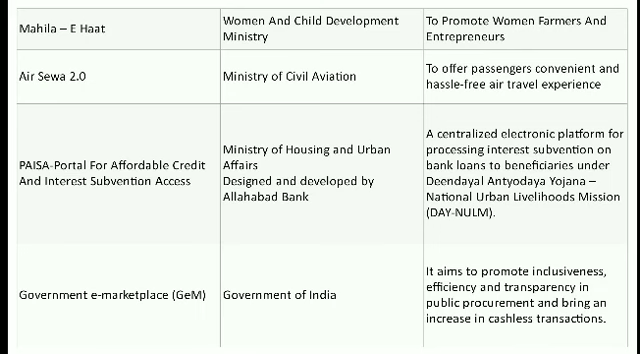 Mahila – E Haat
Women And Child Development
Ministry
To Promote Women Farmers And
Entrepreneurs
Air Sewa 2.0
Ministry of Civil Aviation
To offer passengers convenient and
hassle-free air travel experience
PAISA-Portal For Affordable Credit
And Interest Subvention Access
Ministry of Housing and Urban
Affairs
Designed and developed by
Allahabad Bank
A centralized electronic platform for
processing interest subvention on
bank loans to beneficiaries under
Deendayal Antyodaya Yojana –
National Urban Livelihoods Mission
(DAY-NULM).
Government e-marketplace (GeM)
Government of India
It aims to promote inclusiveness,
efficiency and transparency in
public procurement and bring an
increase in cashless transactions.